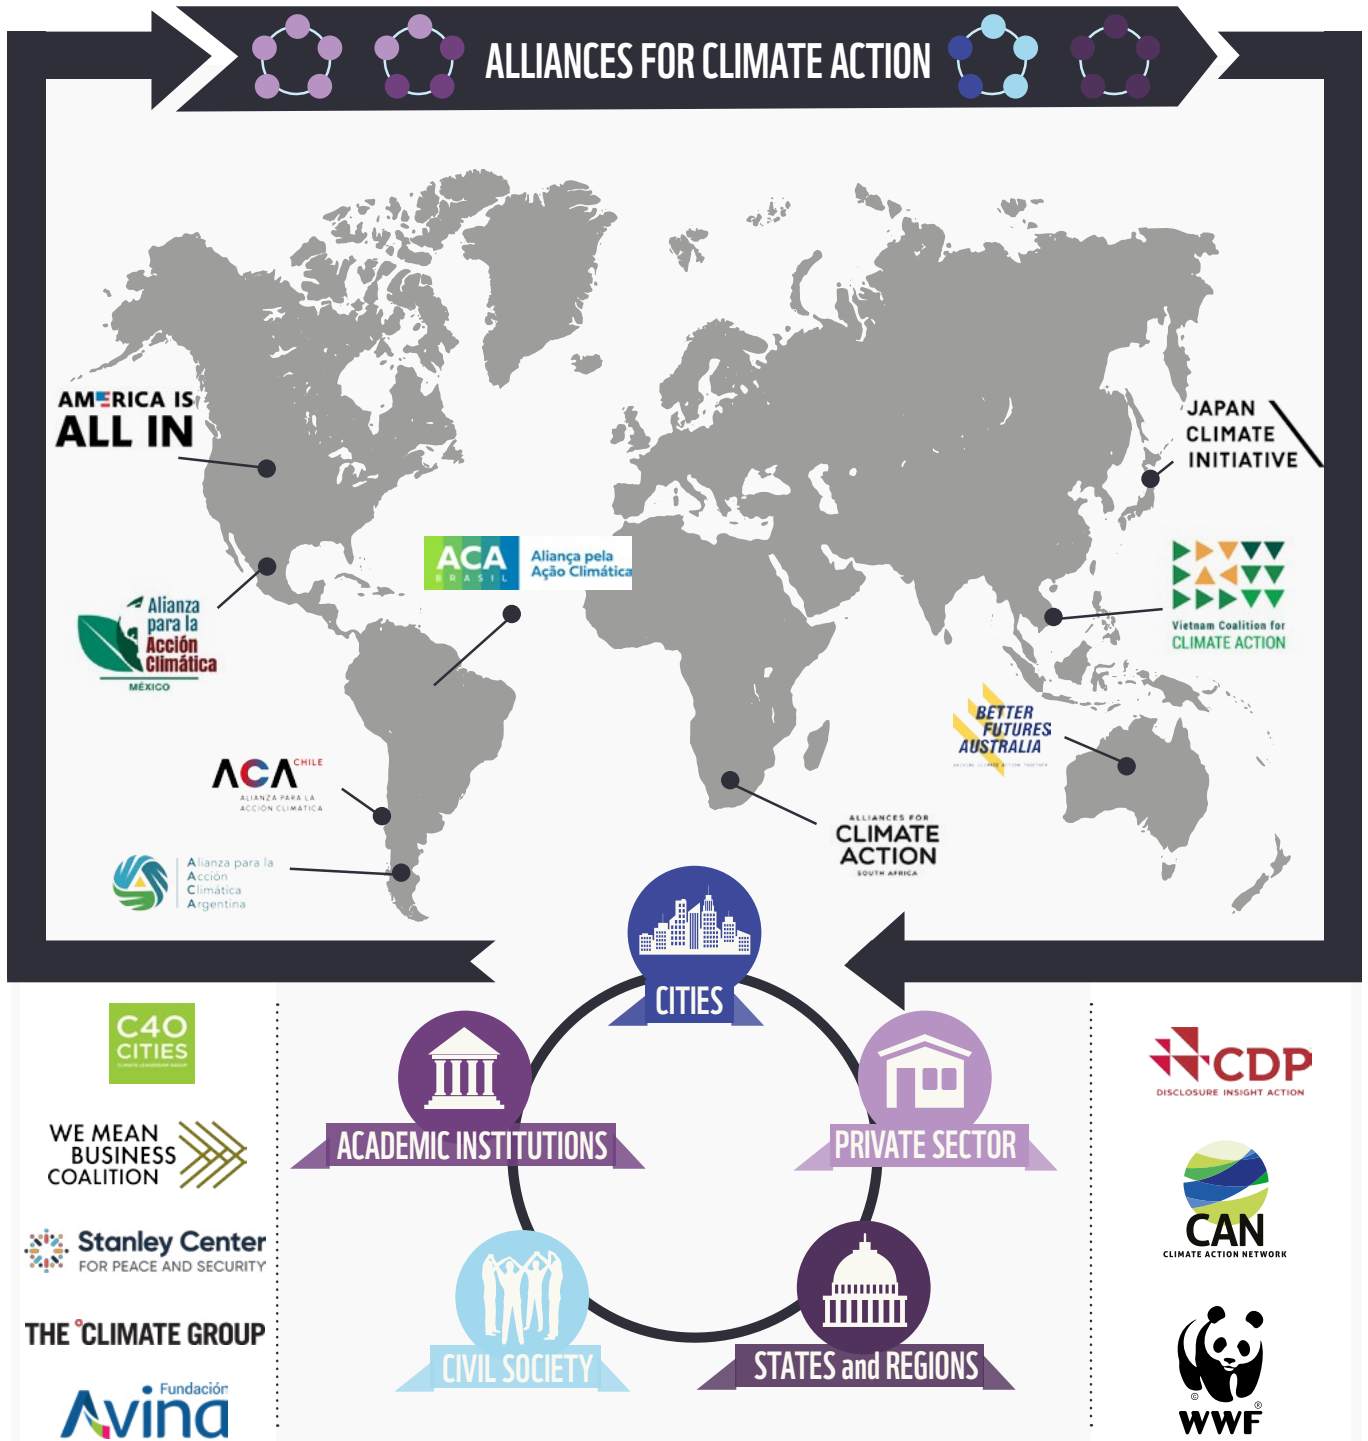 ALLIANCES FOR CLIMATE ACTION
AMERICA IS
ALL IN
JAPAN
CLIMATE
INITIATIVE
ACA
BRASIL
Aliança pela
Ação Climática
Alianza
para la
Acción
Climática
MÉXICO
Vietnam Coalition for
CLIMATE ACTION
BETTER
FUTURES
AUSTRALIA
ACA CHILE
ALIANZA PARA LA
ACCIÓN CLIMÁTICA
ALLIANCES FOR
CLIMATE
ACTION
SOUTH AFRICA
Alianza para la
Acción
Climática
Argentina
CITIES
ACADEMIC INSTITUTIONS
PRIVATE SECTOR
CIVIL SOCIETY
STATES and REGIONS
C40
CITIES
CLIMATE LEADERSHIP GROUP
WE MEAN
BUSINESS
COALITION
Stanley Center
FOR PEACE AND SECURITY
THE °CLIMATE GROUP
Fundación
Avina
CDP
DISCLOSURE INSIGHT ACTION
CAN
CLIMATE ACTION NETWORK
©
®
WWF